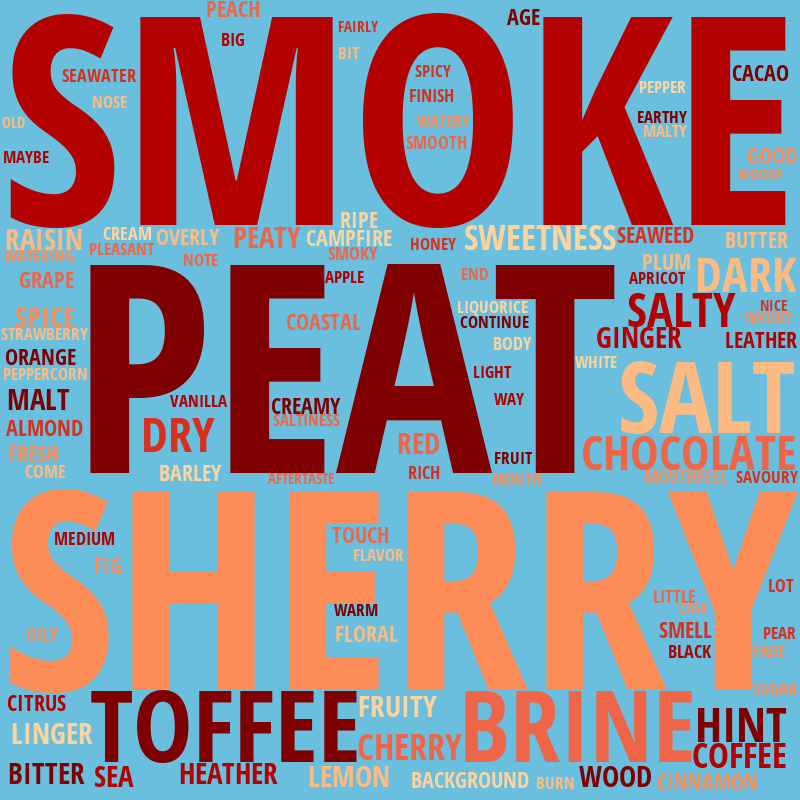 SMOKE
PEACH
BIG
FAIRLY
BIT
AGE
SEAWATER
NOSE
OLD
MAYBE
SPICY
FINISH
WATERY
SMOOTH
PEPPER
EARTHY
MALTY
CACAO
GOOD
WOODY
RAISIN
WATERING
CREAM
PLEASANT
OVERLY
NOTE
PEATY
RIPE
CAMPFIRE
SMOKY
HONEY
SWEETNESS
SEAWEED
BUTTER
GRAPE
APPLE
END
PLUM
APRICOT
DARK
PEAT
SPICE
STRAWBERRY
ORANGE
PEPPERCORN
MALT
ALMOND
FRESH
COME
COASTAL
LIQUORICE
CONTINUE
BODY
LIGHT
WAY
SALTY
NICE
WHISKY
GINGER
LEATHER
WHITE
VANILLA
CREAMY
SALTINESS
DRY
BARLEY
AFTERTASTE
RED
RICH
FRUIT
MOUTH
SALT
CHOCOLATE
MOUTHFEEL
SAVOURY
SHERRY
MEDIUM
FIG
OILY
TOUCH
FLAVOR
WARM
FLORAL
LITTLE
CASK
SMELL
BLACK
LOT
PEAR
FADE
SUGAR
CITRUS
LINGER
BITTER
SEA
TOFFEE
HEATHER
FRUITY
CHERRY
LEMON
BRINE
BACKGROUND
BURN
WOOD
HINT
COFFEE
CINNAMON